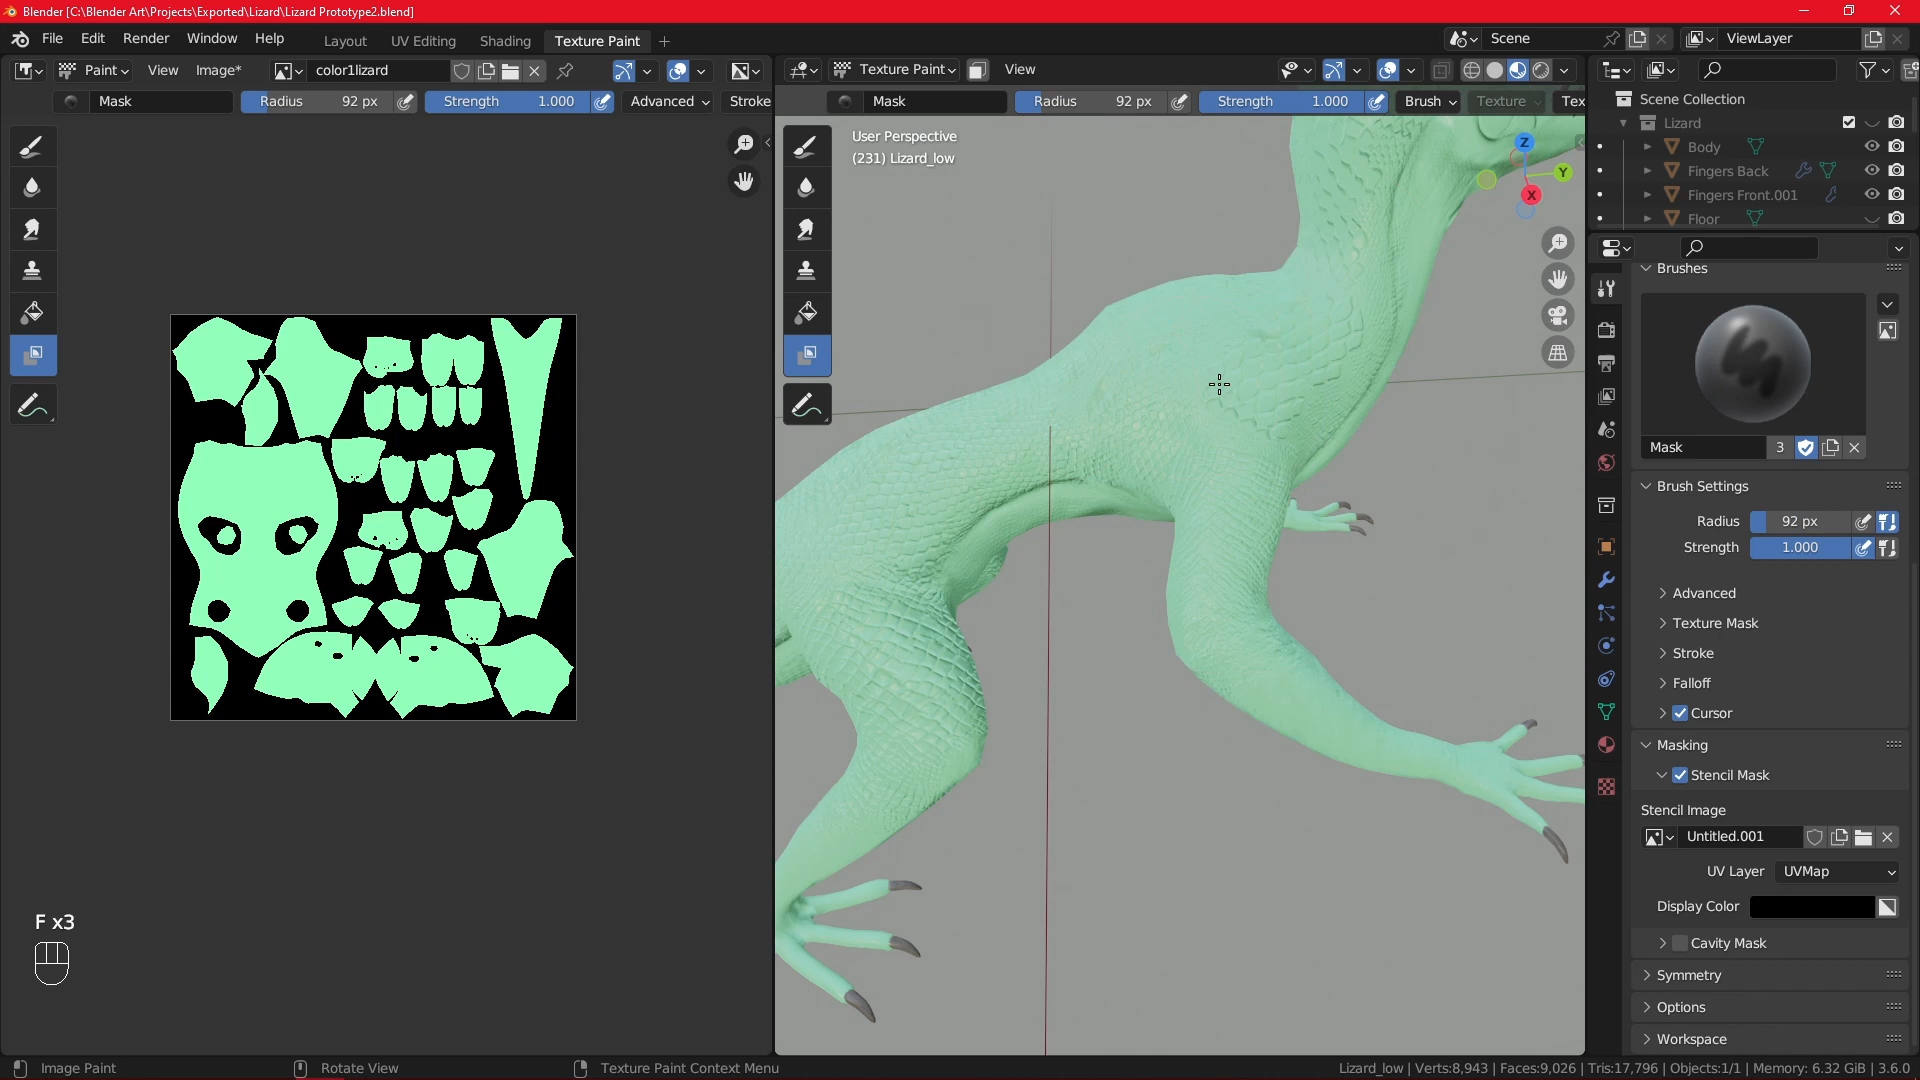 Blender [C:\Blender Art\Projects\Exported\Lizard\Lizard Prototype2.blend]
File Edit Render Window Help Layout UV Editing Shading Texture Paint + Scene ViewLayer
Paint View Image* color1lizard Texture Paint View
Mask Radius 92 px Strength 1.000 Advanced Stroke Mask Radius 92 px Strength 1.000 Brush Texture Tex
User Perspective
(231) Lizard_low
Z
Y
X
Scene Collection
Lizard
Body
Fingers Back
Fingers Front.001
Floor
Brushes
Mask 3
Brush Settings
Radius 92 px
Strength 1.000
Advanced
Texture Mask
Stroke
Falloff
Cursor
Masking
Stencil Mask
Stencil Image
Untitled.001
UV Layer UVMap
Display Color
Cavity Mask
Symmetry
Options
Workspace
F x3
Image Paint Rotate View Texture Paint Context Menu Lizard_low | Verts:8,943 | Faces:9,026 | Tris:17,796 | Objects:1/1 | Memory: 6.32 GiB | 3.6.0